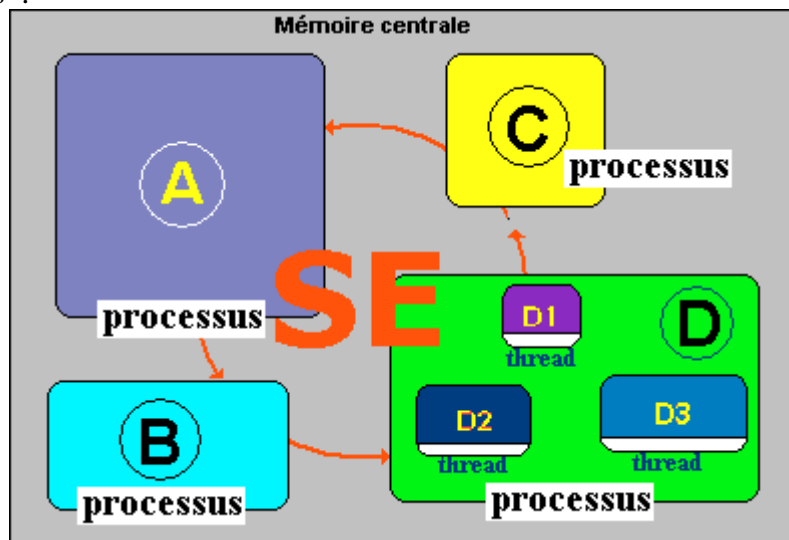 Mémoire centrale
A
processus
C
processus
SE
D1
thread
D
D2
thread
D3
thread
processus
B
processus